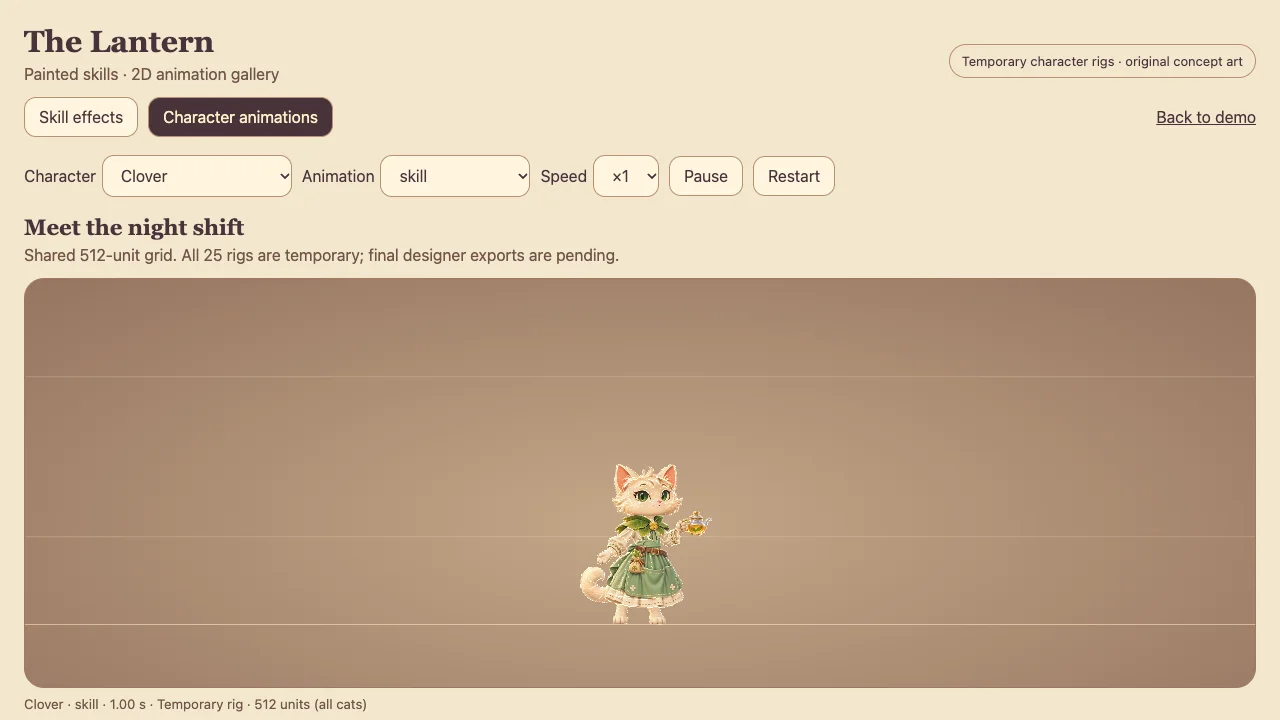 The Lantern
Painted skills · 2D animation gallery
Temporary character rigs · original concept art
Skill effects
Character animations
Back to demo
Character Clover Animation skill Speed ×1 Pause Restart
Meet the night shift
Shared 512-unit grid. All 25 rigs are temporary; final designer exports are pending.
Clover · skill · 1.00 s · Temporary rig · 512 units (all cats)